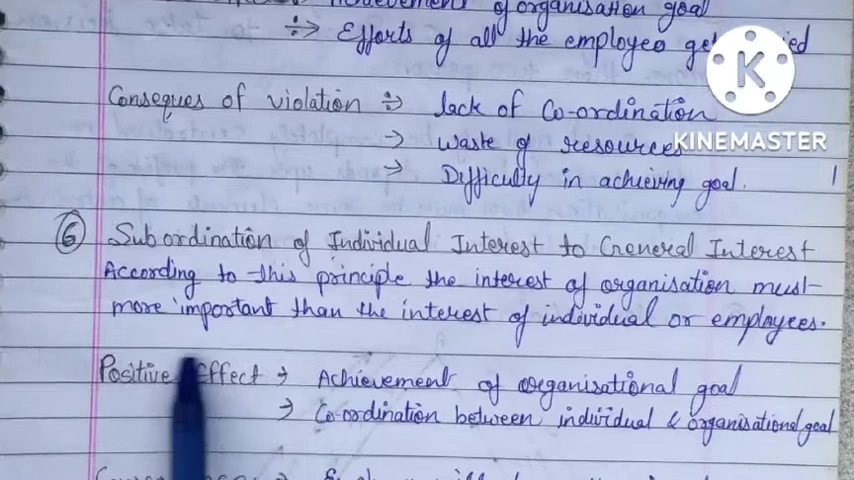 of organisation goal
÷> Efforts of all the employee get
K
KINEMASTER
Conseques of violation ÷> lack of Co-ordination
→ Waste of resources
→ Difficulty in achieving goal.
6 Subordination of Individual Interest to General Interest
According to this principle the interest of organisation must
more important than the interest of individual or employees.
Positive Effect → Achievement of organisational goal
→ Co-ordination between individual & organisational goal